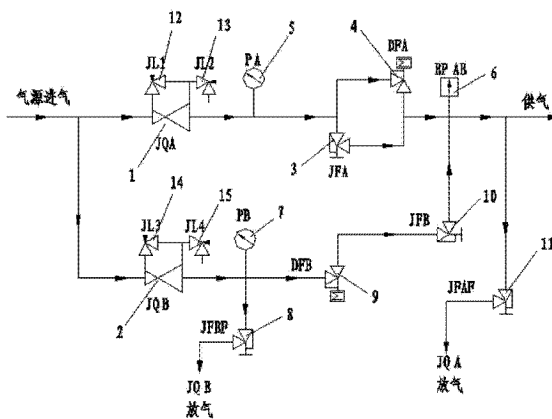 12
13
5
4
JL1
JL2
PA
DFA
BP AB
6
气源进气
供气
JQA
1
3
JFA
14
15
7
10
JL3
JL4
PB
JFB
DFB
11
JFAF
JQB
2
JFBF
8
9
JQ B
放气
JQ A
放气